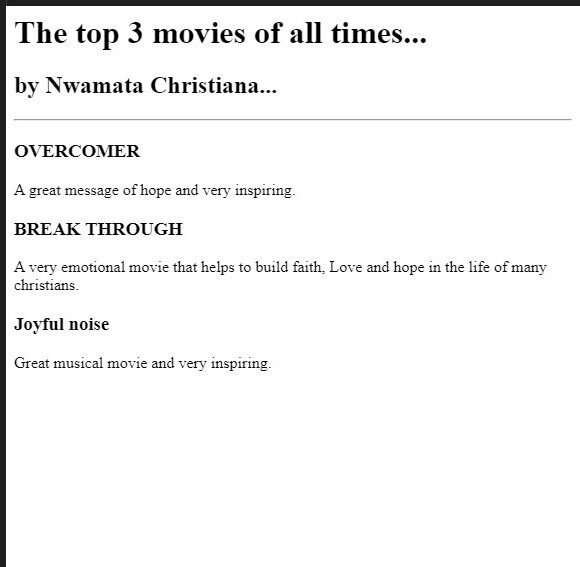 The top 3 movies of all times...
by Nwamata Christiana...
OVERCOMER
A great message of hope and very inspiring.
BREAK THROUGH
A very emotional movie that helps to build faith, Love and hope in the life of many
christians.
Joyful noise
Great musical movie and very inspiring.